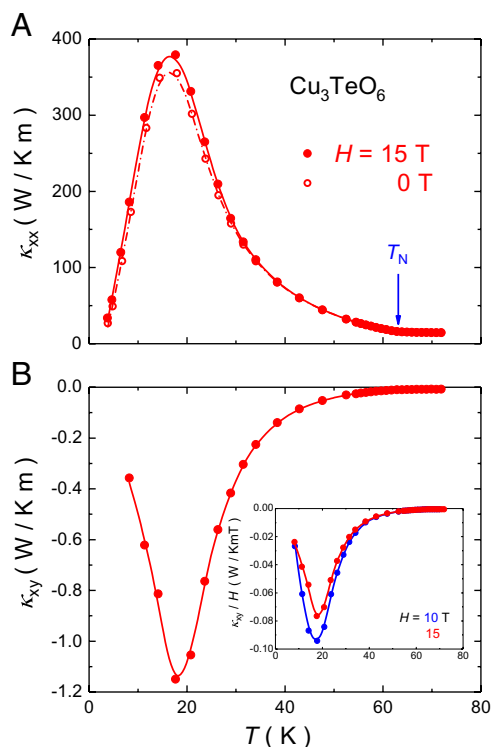 A
400
300
200
100
0
κxx ( W / K m )
Cu3TeO6
H = 15 T
0 T
TN
B
0.0
-0.2
-0.4
-0.6
-0.8
-1.0
-1.2
κxy ( W / K m )
0.00
-0.02
-0.04
-0.06
-0.08
-0.10
κxy / H ( W / KmT )
H = 10 T
15
0 20 40 60 80
0 20 40 60 80
T ( K )